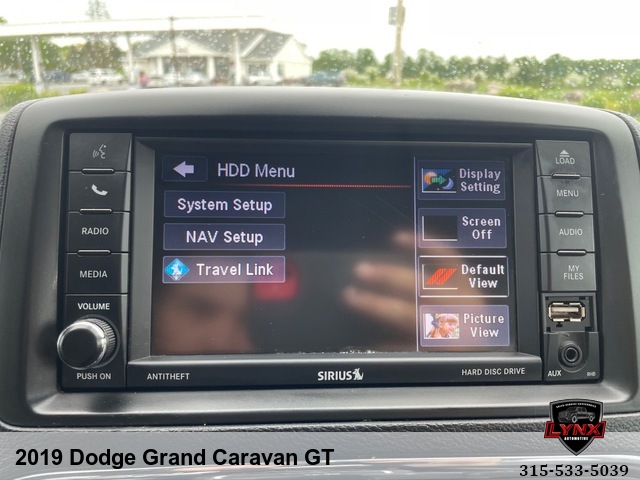 HDD Menu
System Setup
NAV Setup
Travel Link
Display
Setting
Screen
Off
Default
View
Picture
View
RADIO
MEDIA
VOLUME
PUSH ON
LOAD
MENU
AUDIO
MY
FILES
AUX
RHB
ANTITHEFT
SIRIUS
HARD DISC DRIVE
LYNX
AUTOMOTIVE
2019 Dodge Grand Caravan GT
315-533-5039